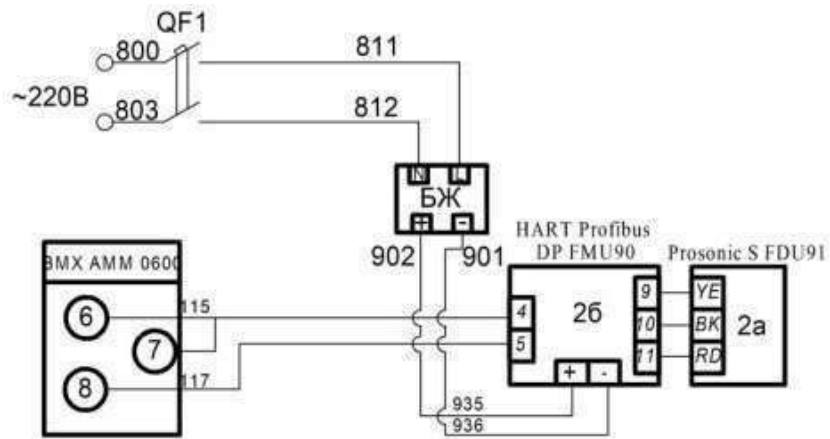 QF1
800
811
~220В
803
812
N L
БЖ
+ -
902
901
HART Profibus
DP FMU90
Prosonic S FDU91
BMX AMM 0600
6
115
7
8
117
4
5
2б
9
10
11
YE
BK
RD
2а
+ -
935
936